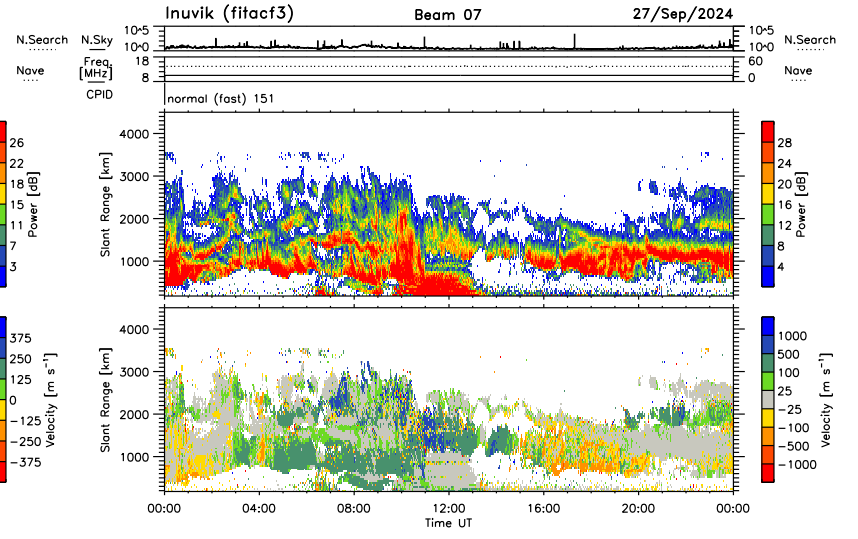 Inuvik (fitacf3)
Beam 07
27/Sep/2024
N.Search
N.Sky
10^5
10^0
10^5
10^0
N.Search
Nave
Freq.
[MHz]
18
8
60
0
Nave
CPID
normal (fast) 151
Power [dB]
26
22
18
15
11
7
3
Slant Range [km]
4000
3000
2000
1000
28
24
20
16
12
8
4
Power [dB]
375
250
125
0
-125
-250
-375
Velocity [m s⁻¹]
Slant Range [km]
4000
3000
2000
1000
1000
500
100
25
-25
-100
-500
-1000
Velocity [m s⁻¹]
00:00
04:00
08:00
12:00
16:00
20:00
00:00
Time UT